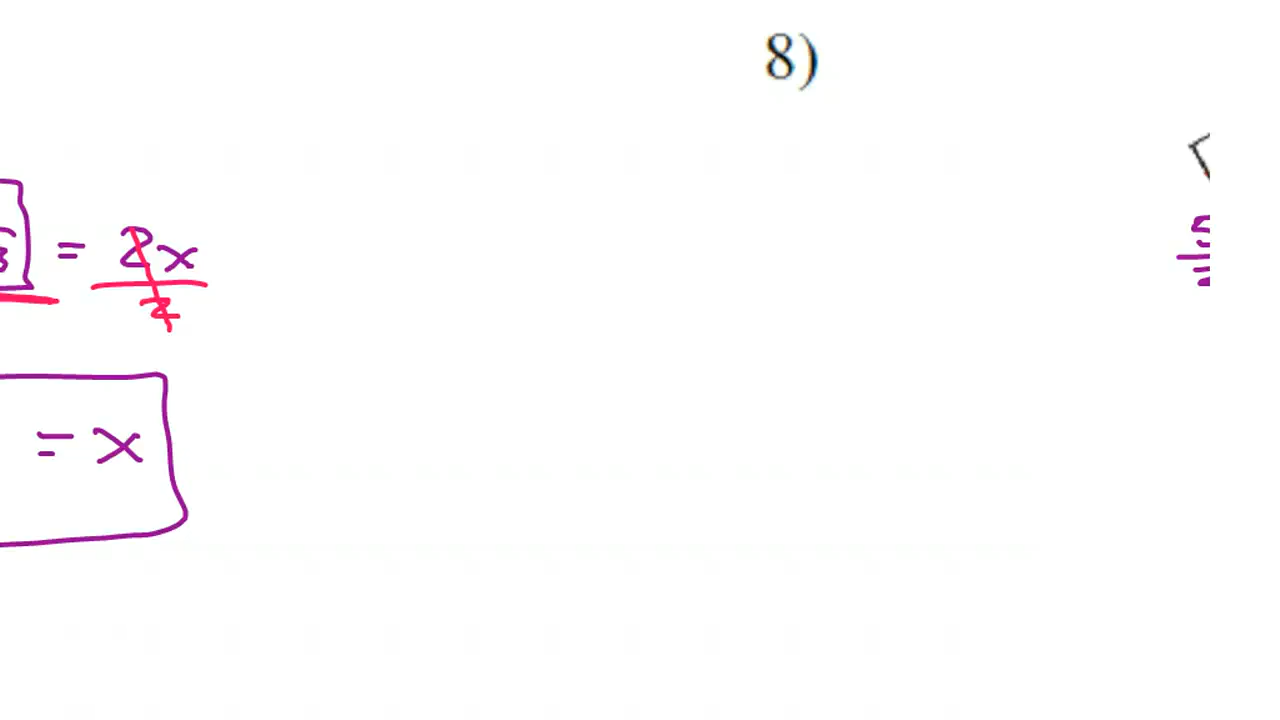 8)
= 2x
2
= x